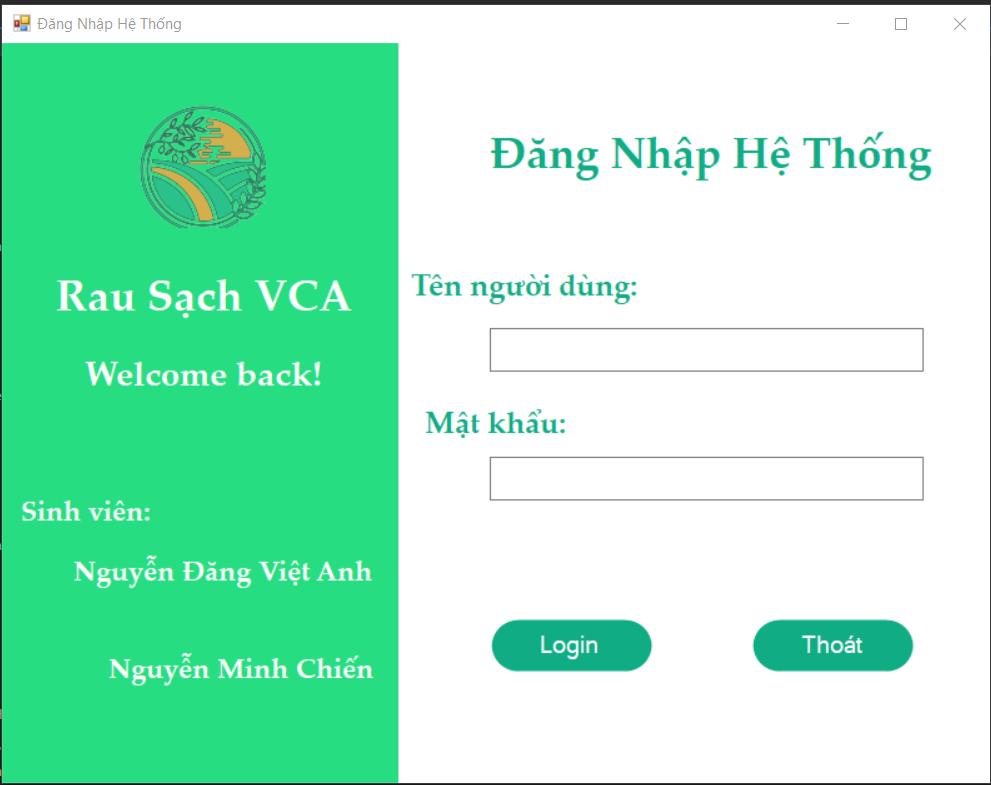 Đăng Nhập Hệ Thống
Rau Sạch VCA
Welcome back!
Sinh viên:
Nguyễn Đăng Việt Anh
Nguyễn Minh Chiến
Đăng Nhập Hệ Thống
Tên người dùng:
Mật khẩu:
Login
Thoát